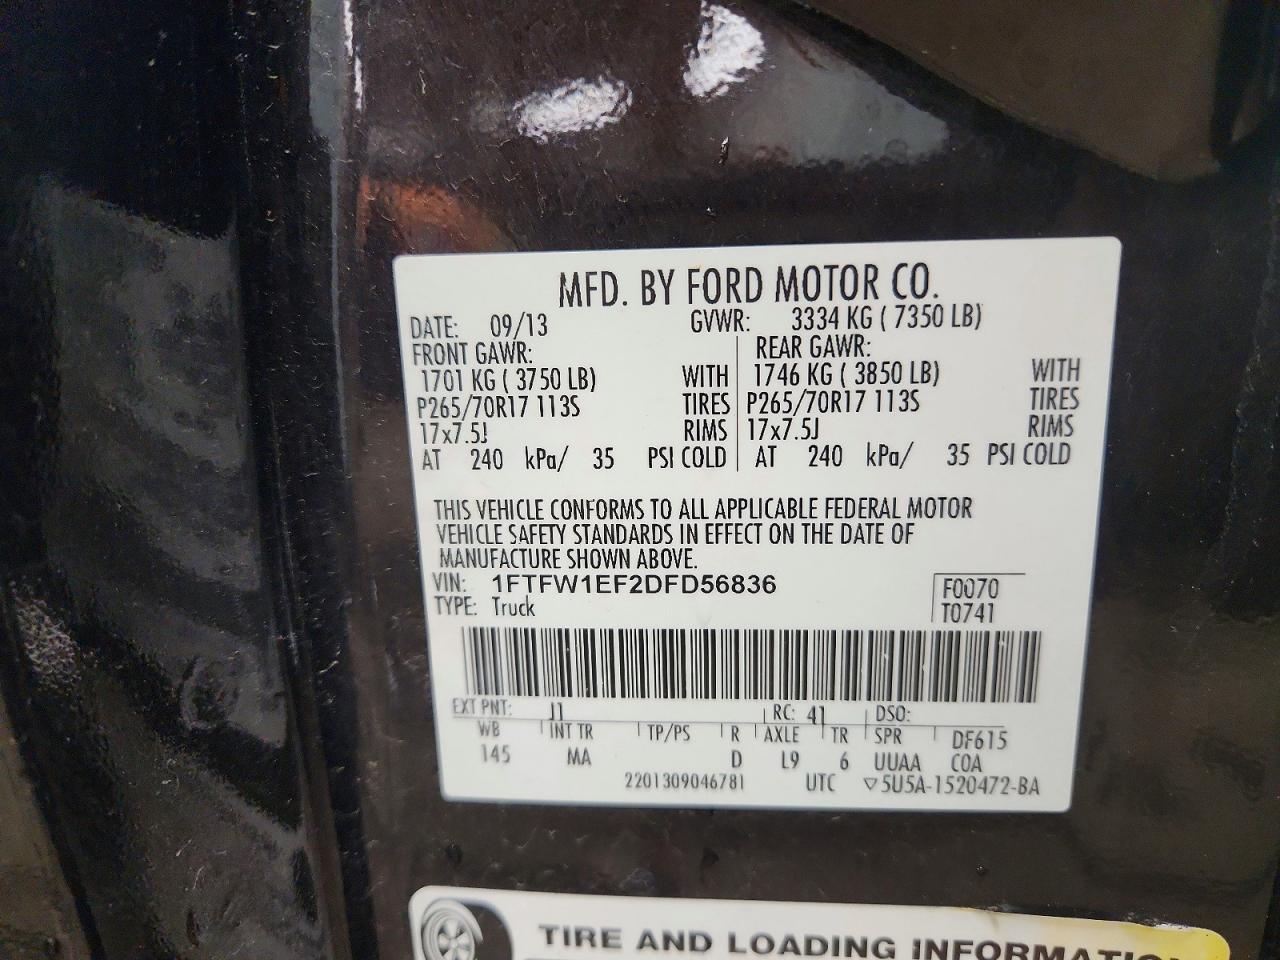 MFD. BY FORD MOTOR CO.
DATE: 09/13 GVWR: 3334 KG ( 7350 LB)
FRONT GAWR: REAR GAWR:
1701 KG ( 3750 LB) WITH 1746 KG ( 3850 LB) WITH
P265/70R17 113S TIRES P265/70R17 113S TIRES
17x7.5J RIMS 17x7.5J RIMS
AT 240 kPa/ 35 PSI COLD AT 240 kPa/ 35 PSI COLD
THIS VEHICLE CONFORMS TO ALL APPLICABLE FEDERAL MOTOR
VEHICLE SAFETY STANDARDS IN EFFECT ON THE DATE OF
MANUFACTURE SHOWN ABOVE.
VIN: 1FTFW1EF2DFD56836 F0070
TYPE: Truck T0741
EXT PNT: J1 RC: 41 DSO:
WB INT TR TP/PS R AXLE TR SPR DF615
145 MA D L9 6 UUAA COA
2201309046781 UTC ▽5U5A-1520472-BA
TIRE AND LOADING INFORMATION